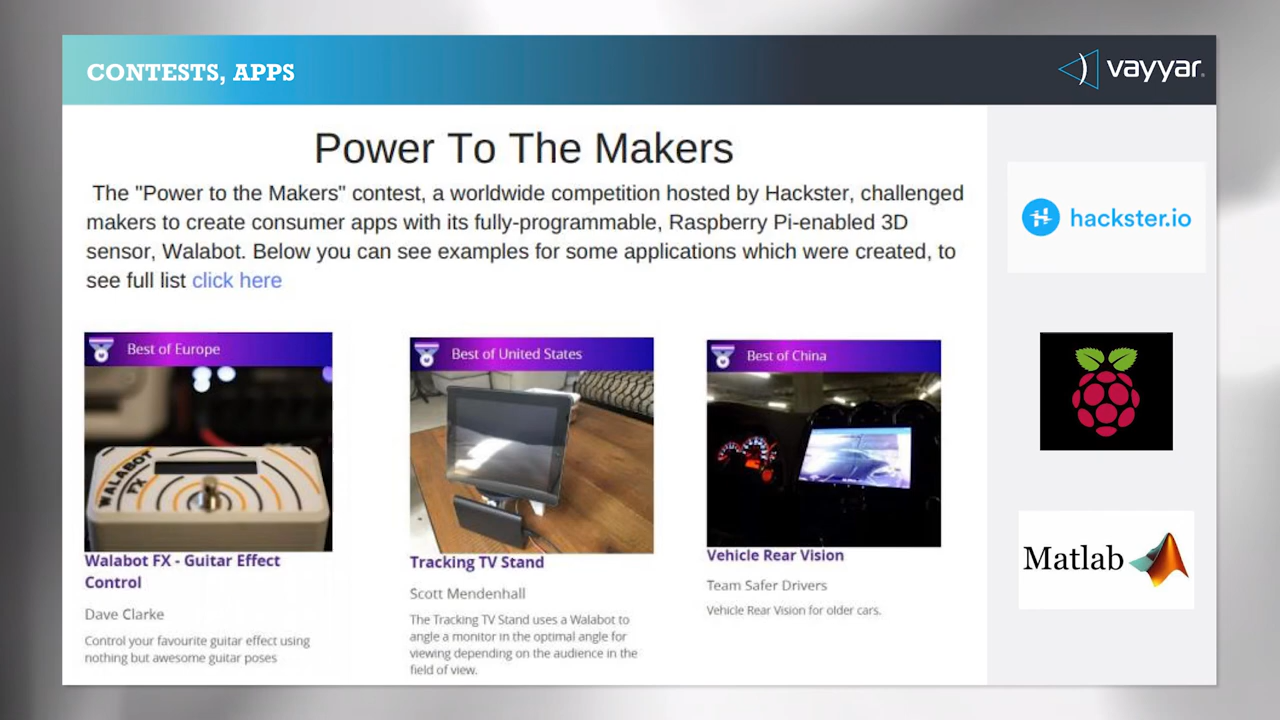 CONTESTS, APPS
vayyar
Power To The Makers
The "Power to the Makers" contest, a worldwide competition hosted by Hackster, challenged
makers to create consumer apps with its fully-programmable, Raspberry Pi-enabled 3D
sensor, Walabot. Below you can see examples for some applications which were created, to
see full list click here
hackster.io
Matlab
Best of Europe
WALABOT
FX
Walabot FX - Guitar Effect
Control
Dave Clarke
Control your favourite guitar effect using
nothing but awesome guitar poses
Best of United States
Tracking TV Stand
Scott Mendenhall
The Tracking TV Stand uses a Walabot to
angle a monitor in the optimal angle for
viewing depending on the audience in the
field of view.
Best of China
Vehicle Rear Vision
Team Safer Drivers
Vehicle Rear Vision for older cars.